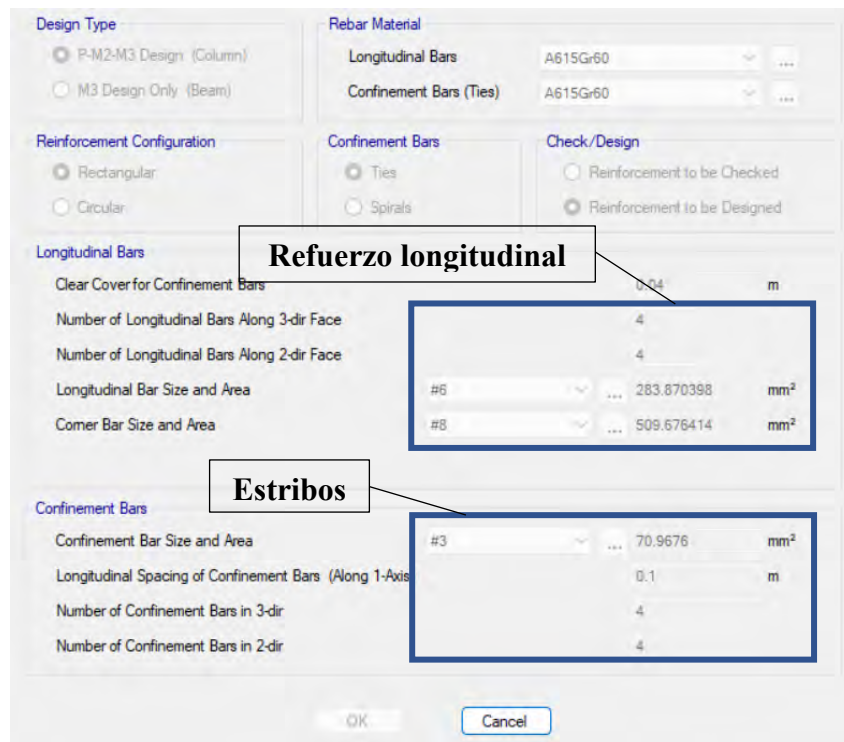 Design Type
P-M2-M3 Design (Column)
M3 Design Only (Beam)
Rebar Material
Longitudinal Bars A615Gr60 ...
Confinement Bars (Ties) A615Gr60 ...
Reinforcement Configuration
Rectangular
Circular
Confinement Bars
Ties
Spirals
Check/Design
Reinforcement to be Checked
Reinforcement to be Designed
Refuerzo longitudinal
Longitudinal Bars
Clear Cover for Confinement Bars 0.04 m
Number of Longitudinal Bars Along 3-dir Face 4
Number of Longitudinal Bars Along 2-dir Face 4
Longitudinal Bar Size and Area #6 ... 283.870398 mm²
Corner Bar Size and Area #8 ... 509.676414 mm²
Estribos
Confinement Bars
Confinement Bar Size and Area #3 ... 70.9676 mm²
Longitudinal Spacing of Confinement Bars (Along 1-Axis 0.1 m
Number of Confinement Bars in 3-dir 4
Number of Confinement Bars in 2-dir 4
OK Cancel